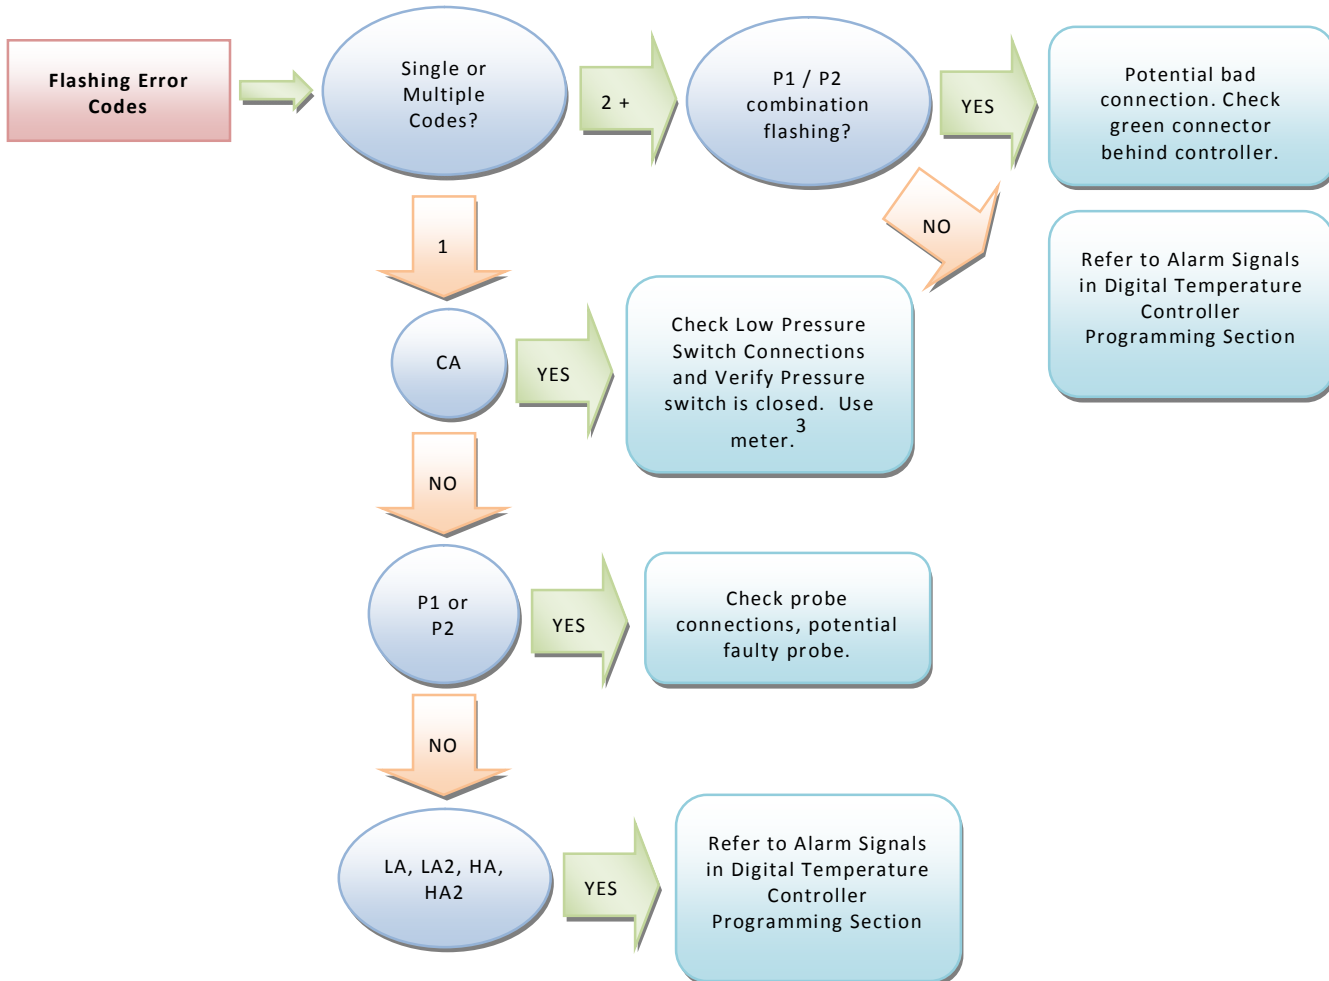 Flashing Error
Codes
Single or
Multiple
Codes?
2 +
P1 / P2
combination
flashing?
YES
Potential bad
connection. Check
green connector
behind controller.
NO
Refer to Alarm Signals
in Digital Temperature
Controller
Programming Section
1
CA
YES
Check Low Pressure
Switch Connections
and Verify Pressure
switch is closed. Use
meter.3
NO
P1 or
P2
YES
Check probe
connections, potential
faulty probe.
NO
LA, LA2, HA,
HA2
YES
Refer to Alarm Signals
in Digital Temperature
Controller
Programming Section